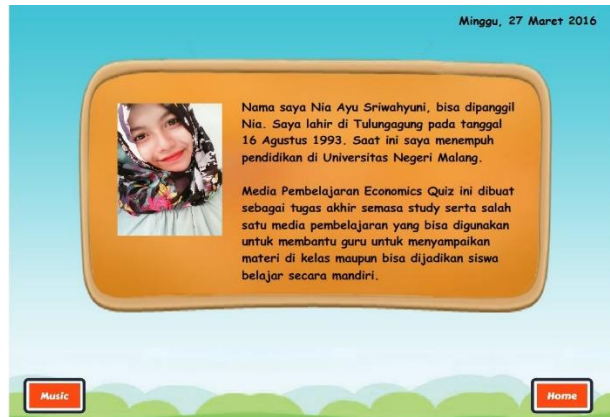 Minggu, 27 Maret 2016
Nama saya Nia Ayu Sriwahyuni, bisa dipanggil
Nia. Saya lahir di Tulungagung pada tanggal
16 Agustus 1993. Saat ini saya menempuh
pendidikan di Universitas Negeri Malang.
Media Pembelajaran Economics Quiz ini dibuat
sebagai tugas akhir semasa study serta salah
satu media pembelajaran yang bisa digunakan
untuk membantu guru untuk menyampaikan
materi di kelas maupun bisa dijadikan siswa
belajar secara mandiri.
Music
Home